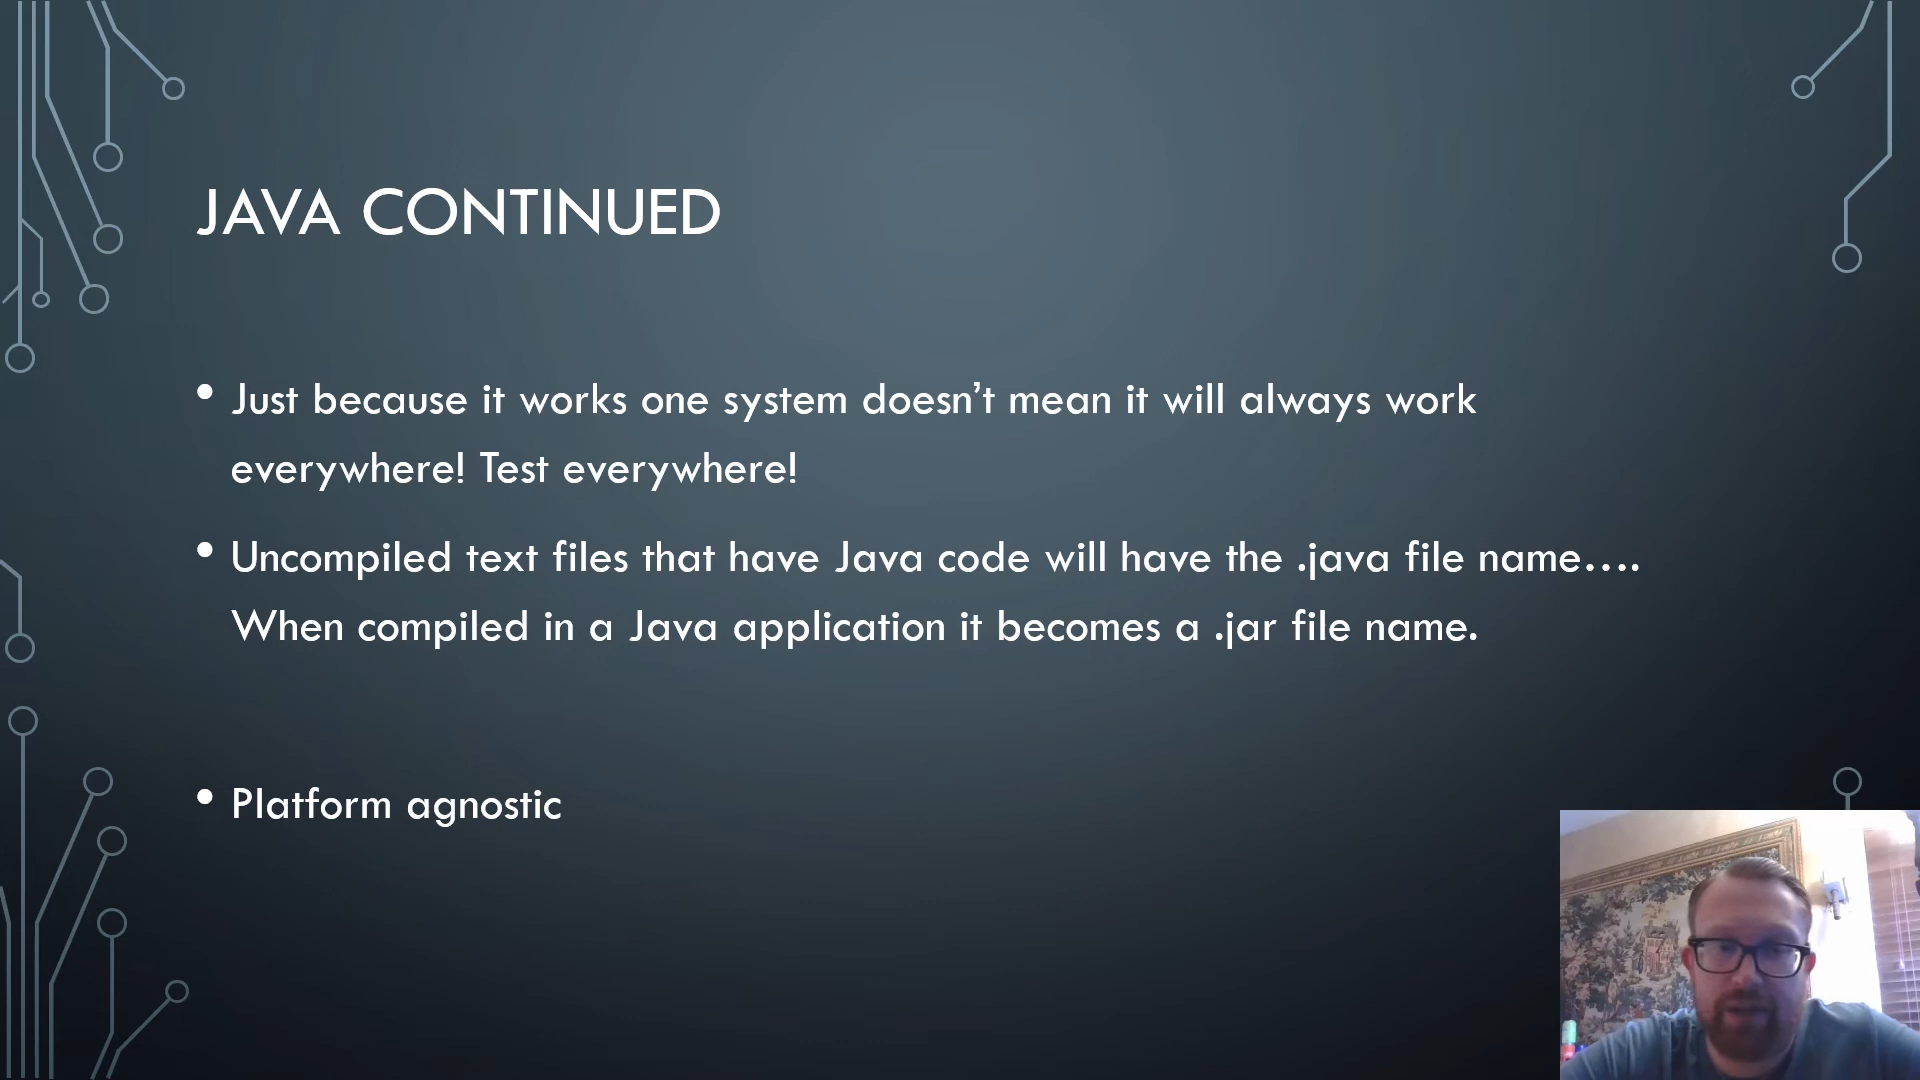 JAVA CONTINUED
• Just because it works one system doesn’t mean it will always work
everywhere! Test everywhere!
• Uncompiled text files that have Java code will have the .java file name….
When compiled in a Java application it becomes a .jar file name.
• Platform agnostic